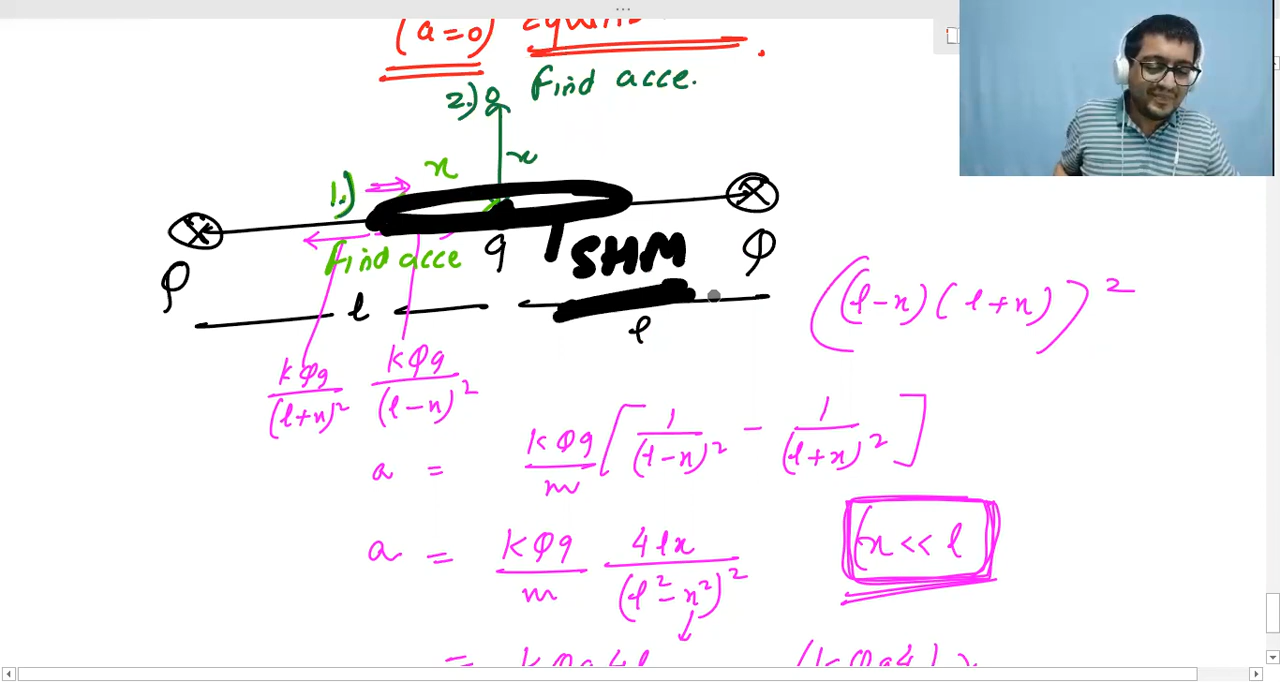 (a=0)
2.) q find acce.
x
x
1.)
Q
find acce
q
SHM
Q
l
l
((l-x)(l+x))²
kQq/(l+x)² kQq/(l-x)²
a = kQq/m [1/(l-x)² - 1/(l+x)²]
a = kQq/m 4lx/(l²-x²)²
x << l